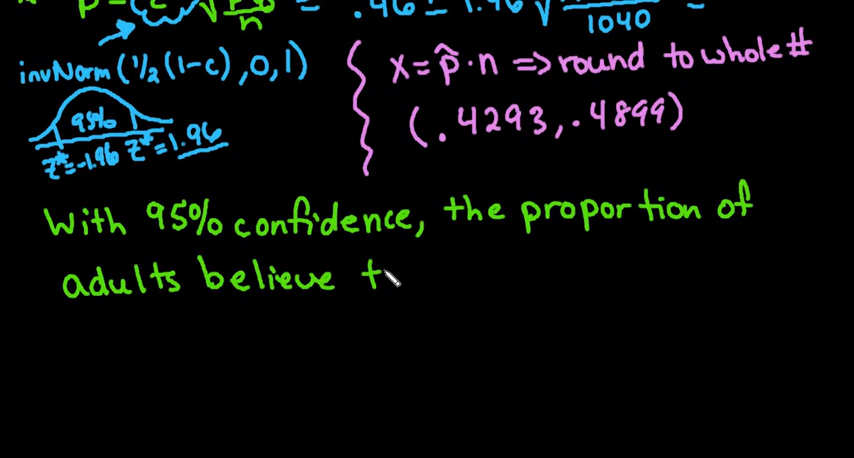 = .46 ± 1.96 √ 1040 =
invNorm(1/2(1-c),0,1)
x = p̂·n => round to whole #
95%
(.4293, .4899)
z*=-1.96 z*=1.96
With 95% confidence, the proportion of
adults believe t